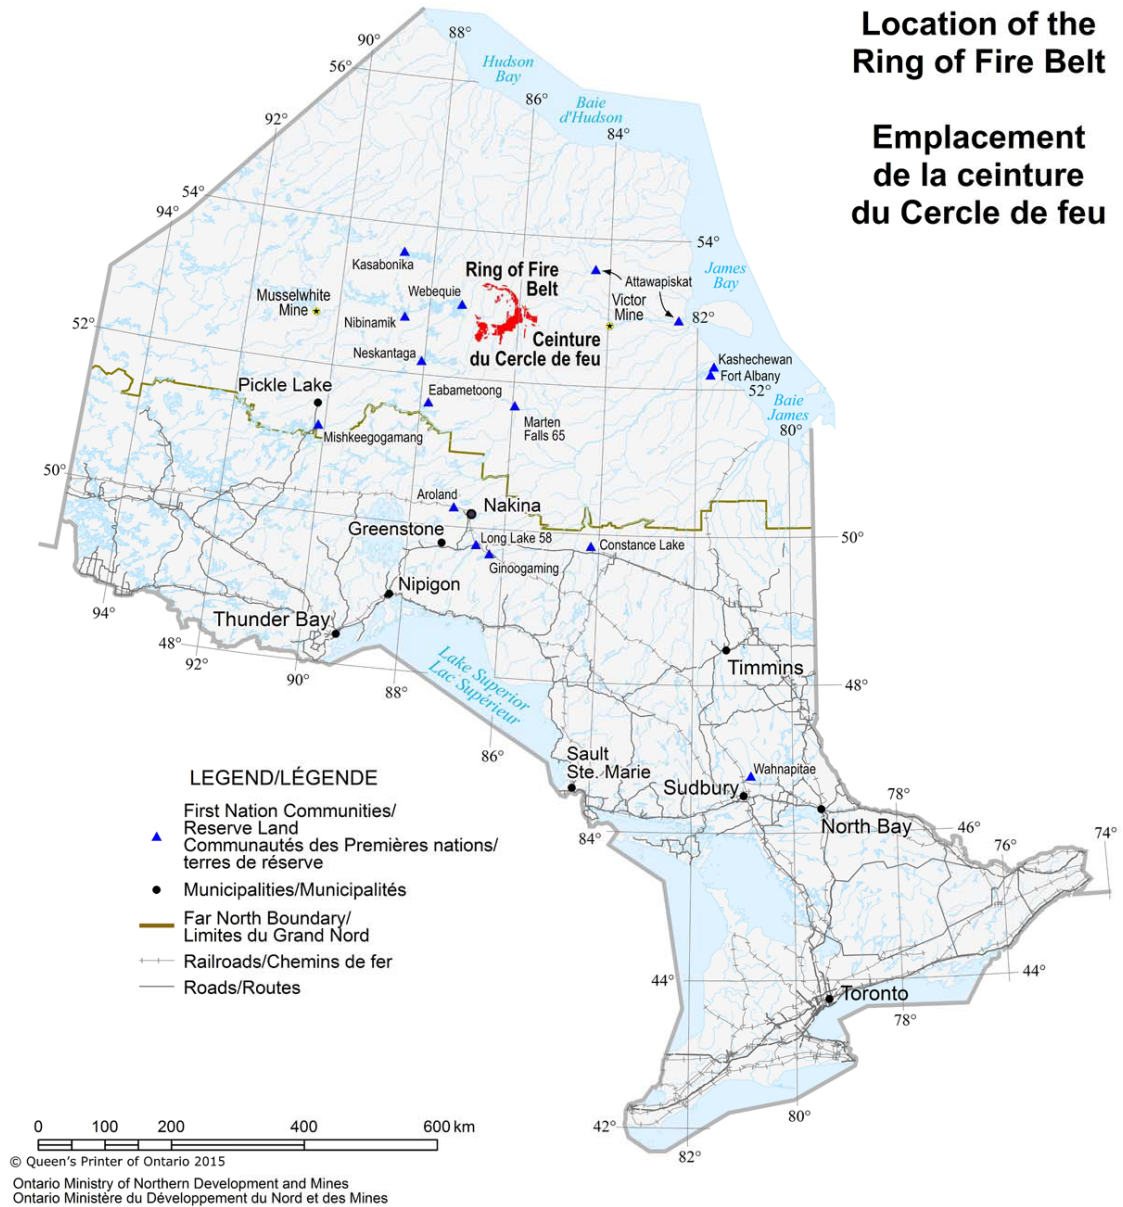 Location of the
Ring of Fire Belt
Emplacement
de la ceinture
du Cercle de feu
88°
90°
56°
Hudson
Bay
86°
Baie
d'Hudson
84°
92°
54°
94°
54°
Kasabonika
Ring of Fire
Belt
James
Bay
Attawapiskat
Webequie
Musselwhite
Mine
Victor
Mine
Nibinamik
82°
52°
Ceinture
du Cercle de feu
Neskantaga
Kashechewan
Fort Albany
Pickle Lake
Eabametoong
52°
Baie
James
Marten
Falls 65
80°
Mishkeegogamang
50°
Aroland
Nakina
Greenstone
Long Lake 58
50°
Constance Lake
Ginoogaming
Nipigon
94°
Thunder Bay
48°
92°
90°
Timmins
Lake Superior
Lac Supérieur
88°
48°
86°
Sault
Ste. Marie
Wahnapitae
Sudbury
78°
North Bay
46°
74°
84°
76°
LEGEND/LÉGENDE
First Nation Communities/
Reserve Land
Communautés des Premières nations/
terres de réserve
Municipalities/Municipalités
Far North Boundary/
Limites du Grand Nord
Railroads/Chemins de fer
Roads/Routes
44°
44°
Toronto
78°
80°
42°
82°
0 100 200 400 600 km
© Queen's Printer of Ontario 2015
Ontario Ministry of Northern Development and Mines
Ontario Ministère du Développement du Nord et des Mines